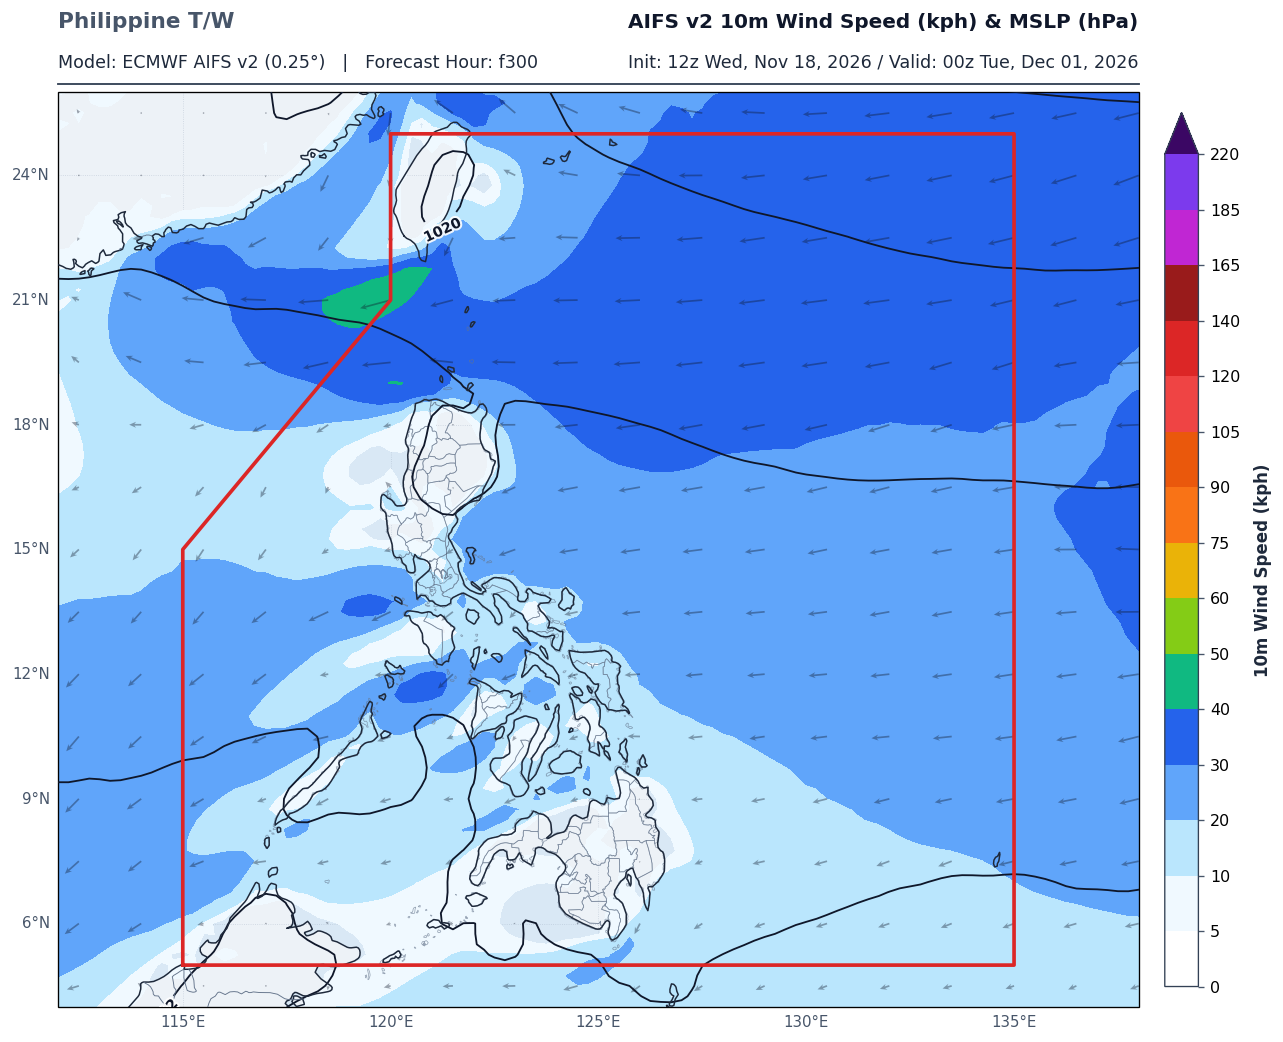 Philippine T/W
AIFS v2 10m Wind Speed (kph) & MSLP (hPa)
Model: ECMWF AIFS v2 (0.25°) | Forecast Hour: f300
Init: 12z Wed, Nov 18, 2026 / Valid: 00z Tue, Dec 01, 2026
24°N
21°N
18°N
15°N
12°N
9°N
6°N
115°E
120°E
125°E
130°E
135°E
1020
220
185
165
140
120
105
90
75
60
50
40
30
20
10
5
0
10m Wind Speed (kph)